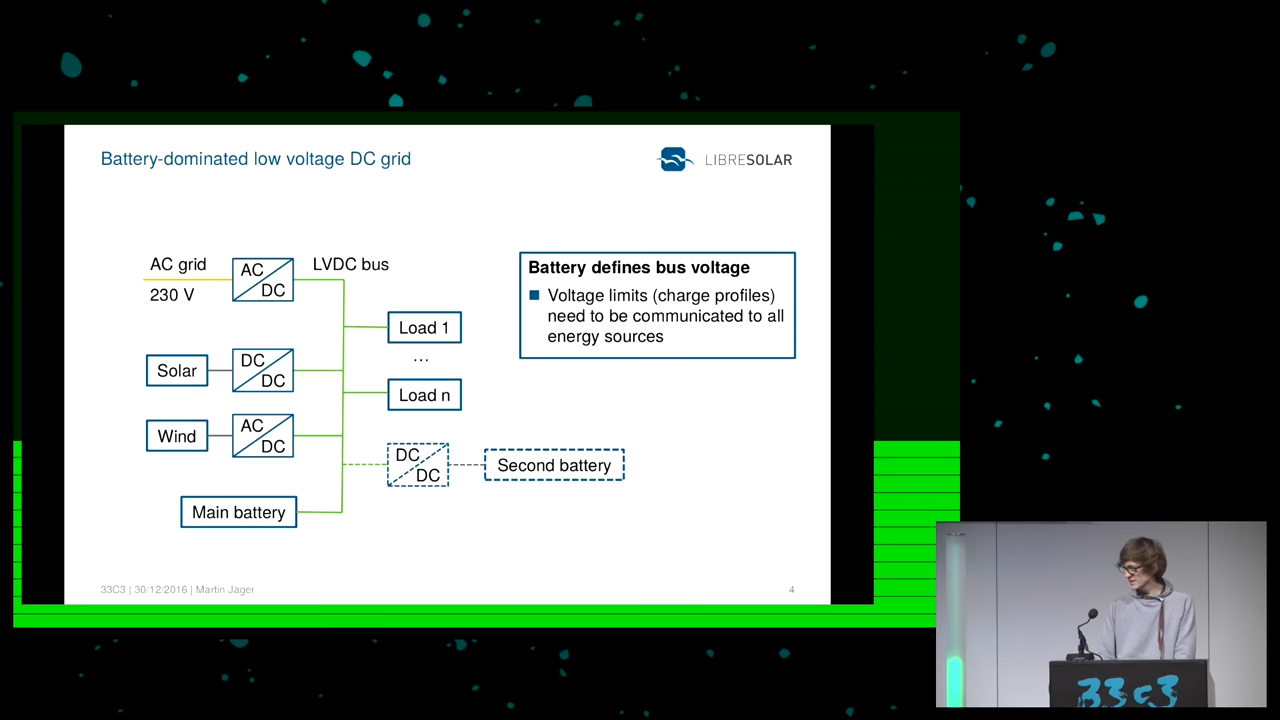 Battery-dominated low voltage DC grid
LIBRESOLAR
AC grid
230 V
AC
DC
LVDC bus
Load 1
...
Load n
Solar
DC
DC
Wind
AC
DC
DC
DC
Second battery
Main battery
Battery defines bus voltage
Voltage limits (charge profiles)
need to be communicated to all
energy sources
33C3 | 30/12/2016 | Martin Jäger
4
33c3